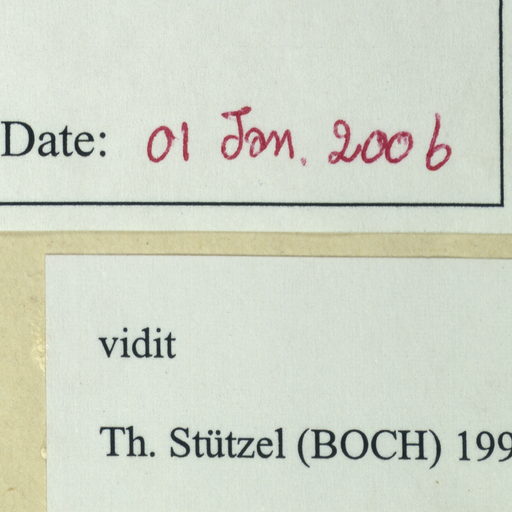 Date: 01 Jan. 2006
vidit
Th. Stützel (BOCH) 199